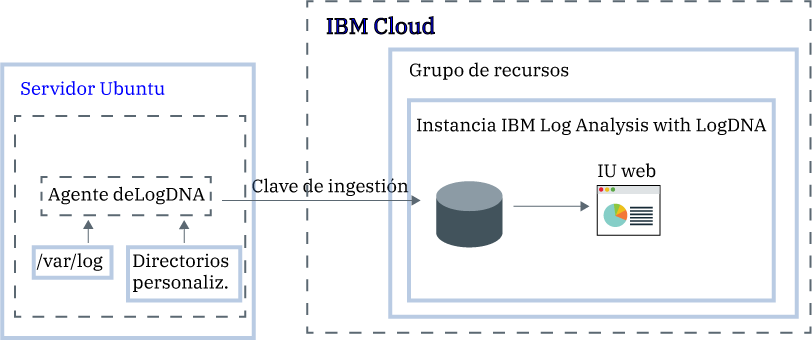 IBM Cloud
Grupo de recursos
Servidor Ubuntu
Instancia IBM Log Analysis with LogDNA
IU web
Agente deLogDNA
Clave de ingestión
/var/log
Directorios
personaliz.